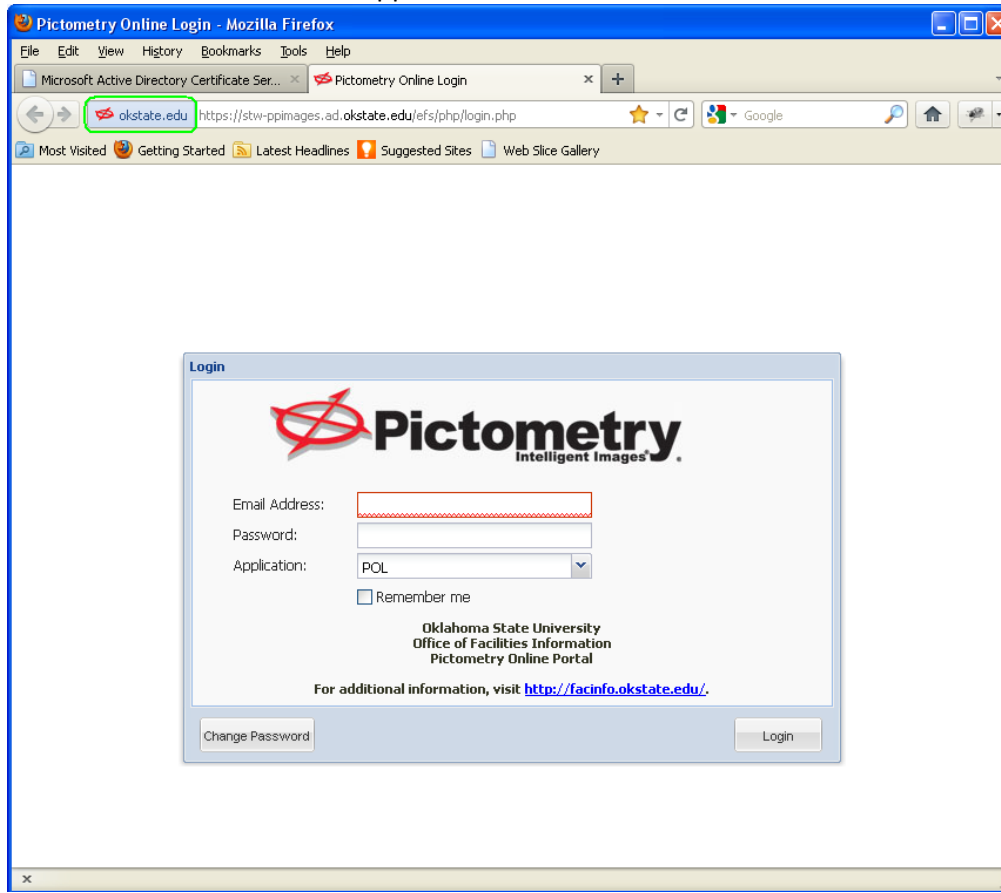 Pictometry Online Login - Mozilla Firefox
File Edit View History Bookmarks Tools Help
Microsoft Active Directory Certificate Ser... Pictometry Online Login
okstate.edu https://stw-ppimages.ad.okstate.edu/efs/php/login.php Google
Most Visited Getting Started Latest Headlines Suggested Sites Web Slice Gallery
Login
Pictometry
Intelligent Images
Email Address:
Password:
Application: POL
Remember me
Oklahoma State University
Office of Facilities Information
Pictometry Online Portal
For additional information, visit http://facinfo.okstate.edu/.
Change Password Login